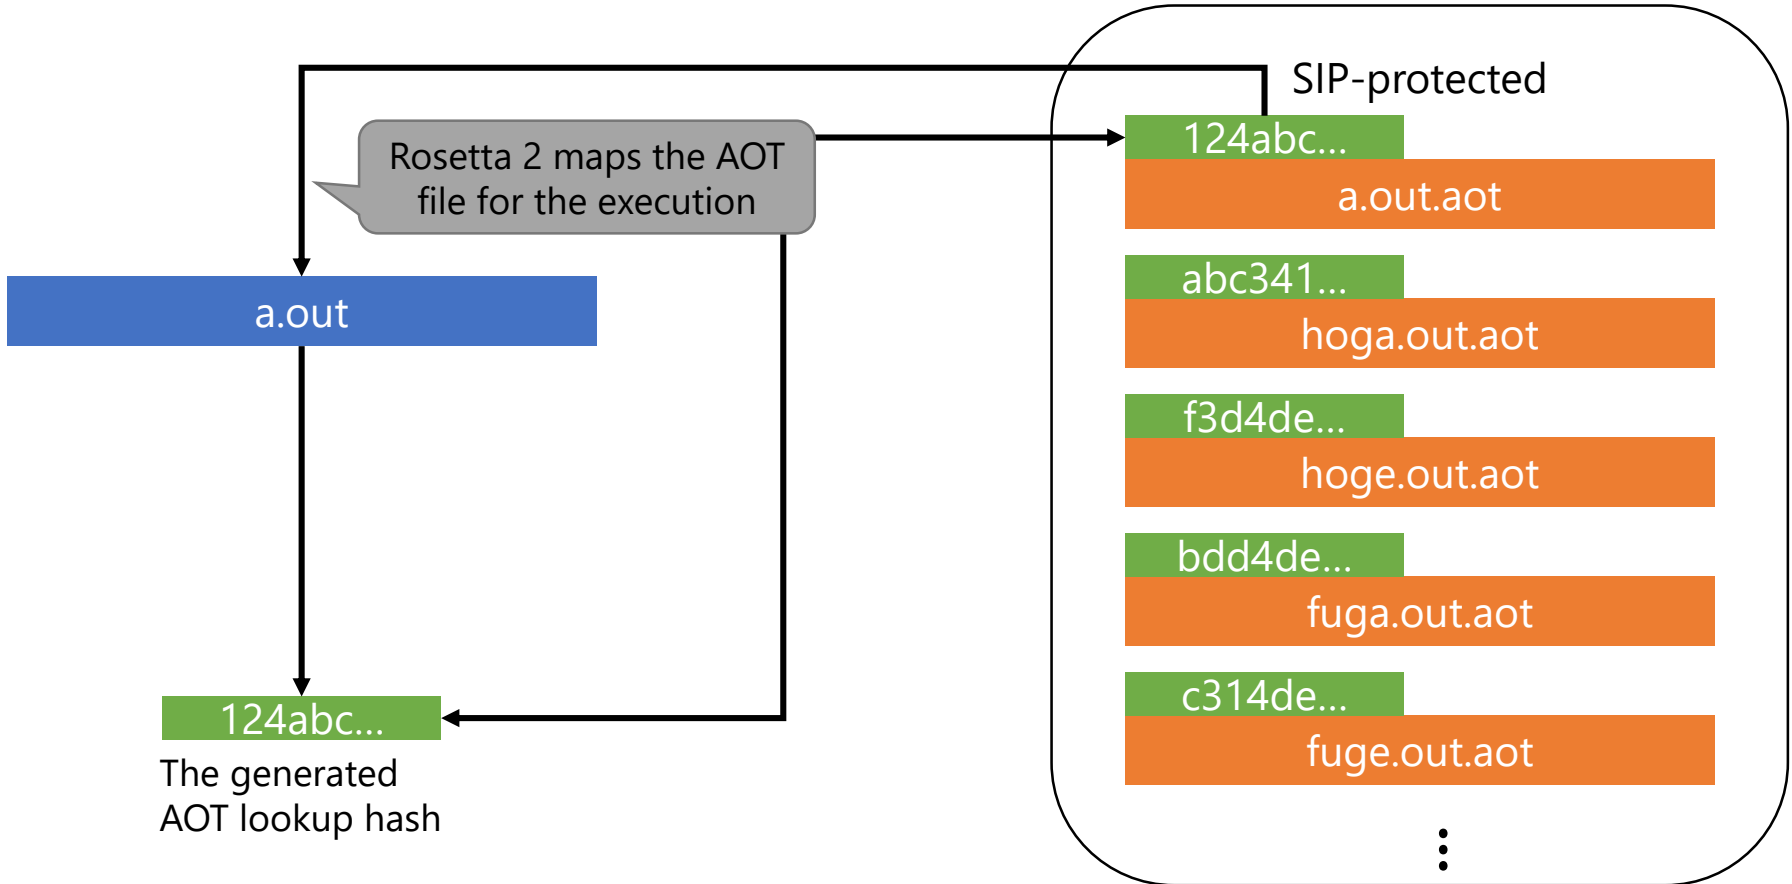 SIP-protected
Rosetta 2 maps the AOT
file for the execution
a.out
124abc...
The generated
AOT lookup hash
124abc...
a.out.aot
abc341...
hoga.out.aot
f3d4de...
hoge.out.aot
bdd4de...
fuga.out.aot
c314de...
fuge.out.aot